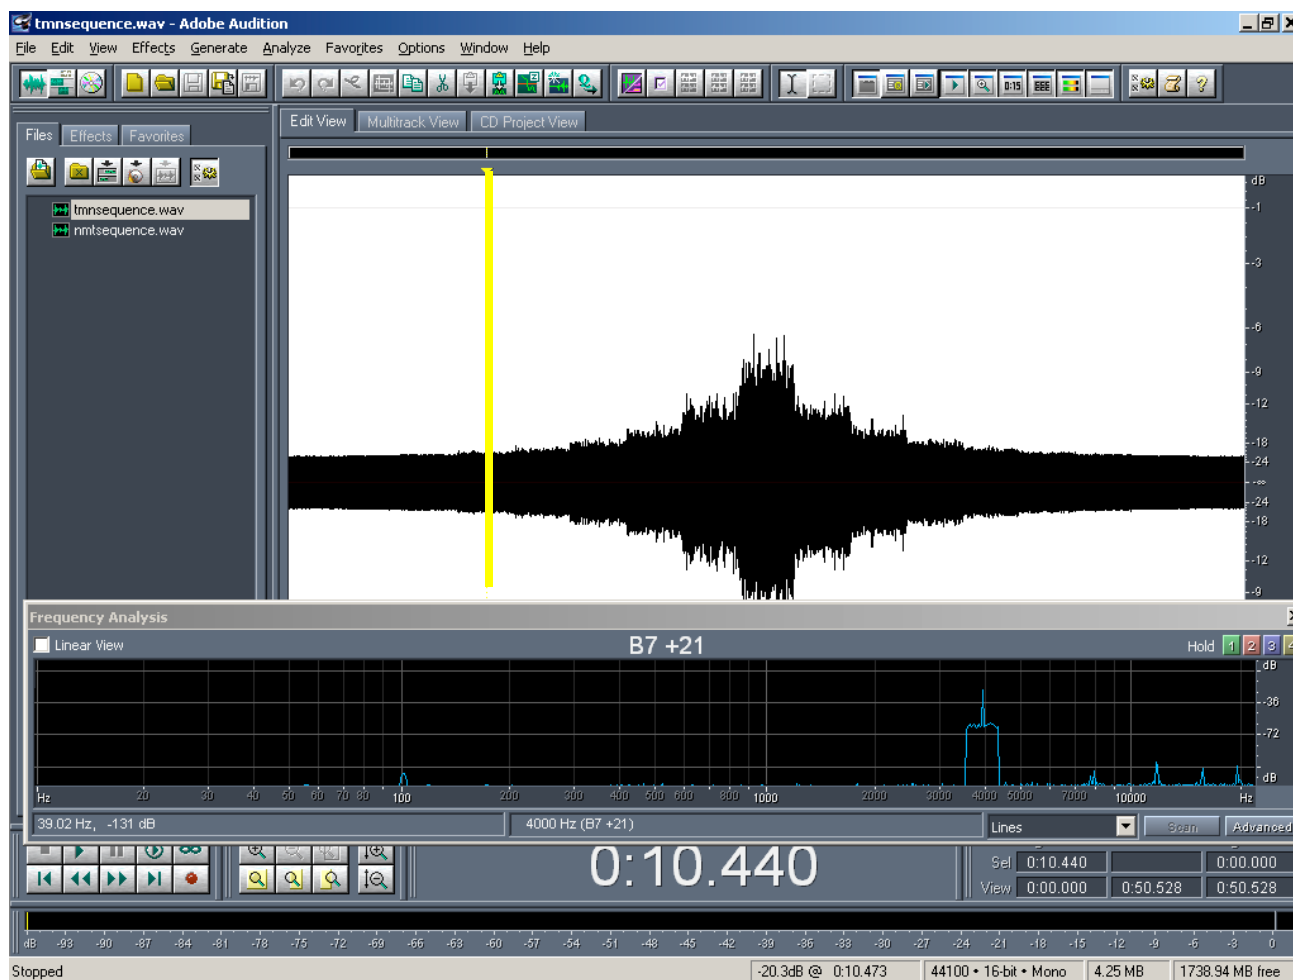 tmnsequence.wav - Adobe Audition
File Edit View Effects Generate Analyze Favorites Options Window Help
Edit View Multitrack View CD Project View
Files Effects Favorites
tmnsequence.wav
nmtsequence.wav
dB
-1
-3
-6
-9
-12
-18
-24
-∞
-24
-18
-12
-9
Frequency Analysis
Linear View B7 +21 Hold 1 2 3 4
dB
-36
-72
dB
Hz 20 30 40 50 60 70 80 100 200 300 400 500 600 800 1000 2000 3000 4000 5000 7000 10000 Hz
39.02 Hz, -131 dB 4000 Hz (B7 +21) Lines Scan Advanced
0:10.440
Sel 0:10.440 0:00.000
View 0:00.000 0:50.528 0:50.528
dB -93 -90 -87 -84 -81 -78 -75 -72 -69 -66 -63 -60 -57 -54 -51 -48 -45 -42 -39 -36 -33 -30 -27 -24 -21 -18 -15 -12 -9 -6 -3 0
Stopped -20.3dB @ 0:10.473 44100 • 16-bit • Mono 4.25 MB 1738.94 MB free